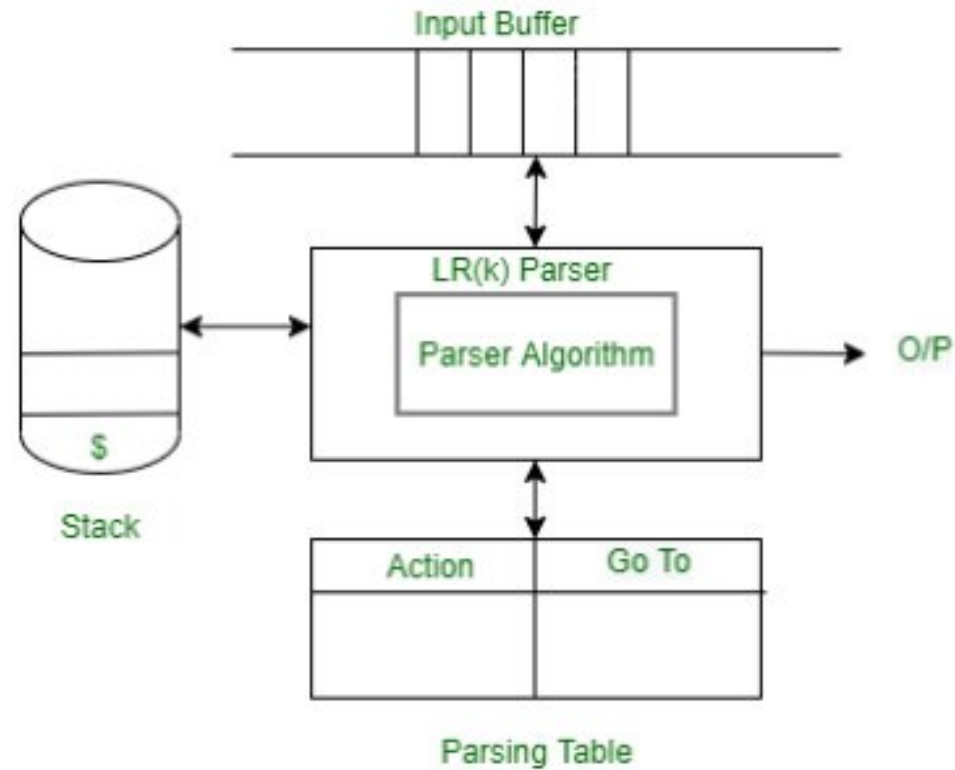 Input Buffer
LR(k) Parser
Parser Algorithm
O/P
$
Stack
Action
Go To
Parsing Table